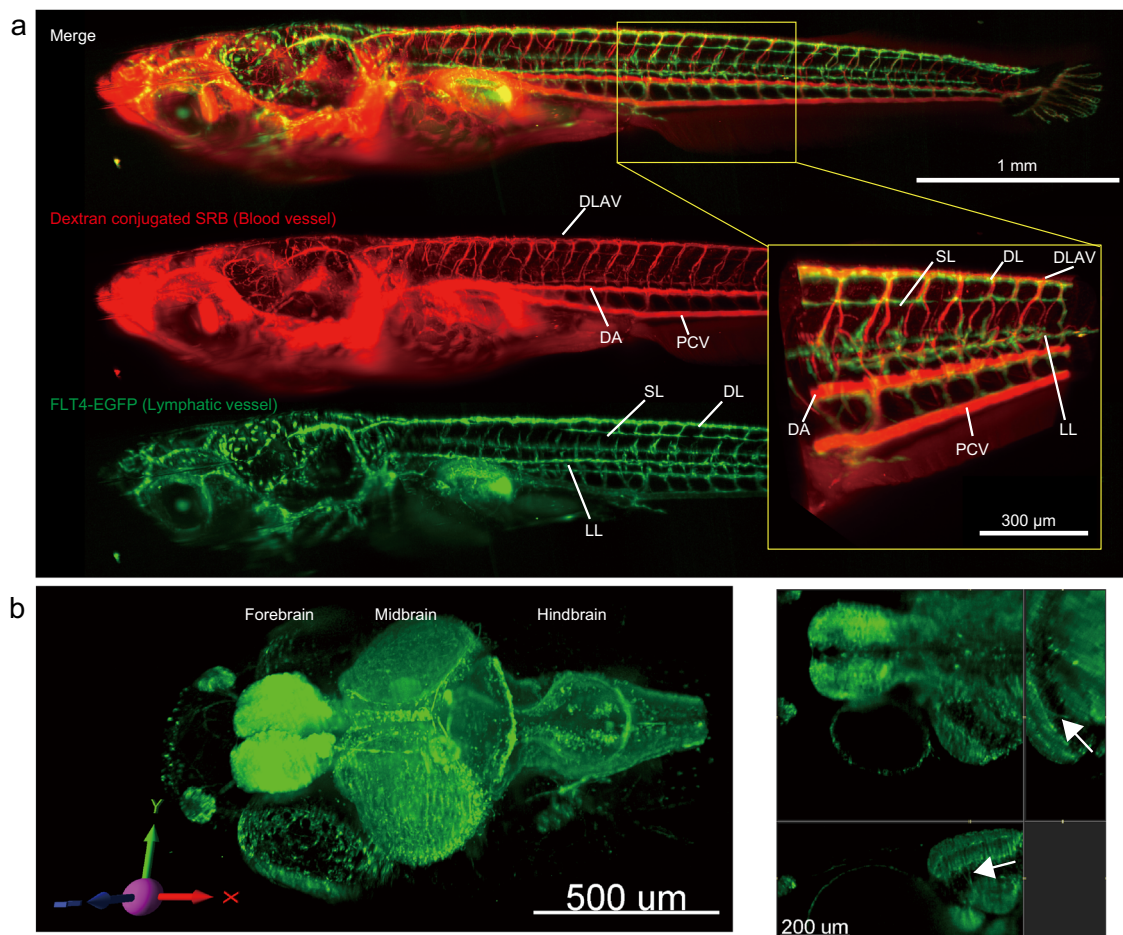 a
Merge
1 mm
Dextran conjugated SRB (Blood vessel)
DLAV
DA
PCV
FLT4-EGFP (Lymphatic vessel)
SL
DL
LL
SL
DL
DLAV
DA
PCV
LL
300 μm
b
Forebrain
Midbrain
Hindbrain
Y
X
500 um
200 um